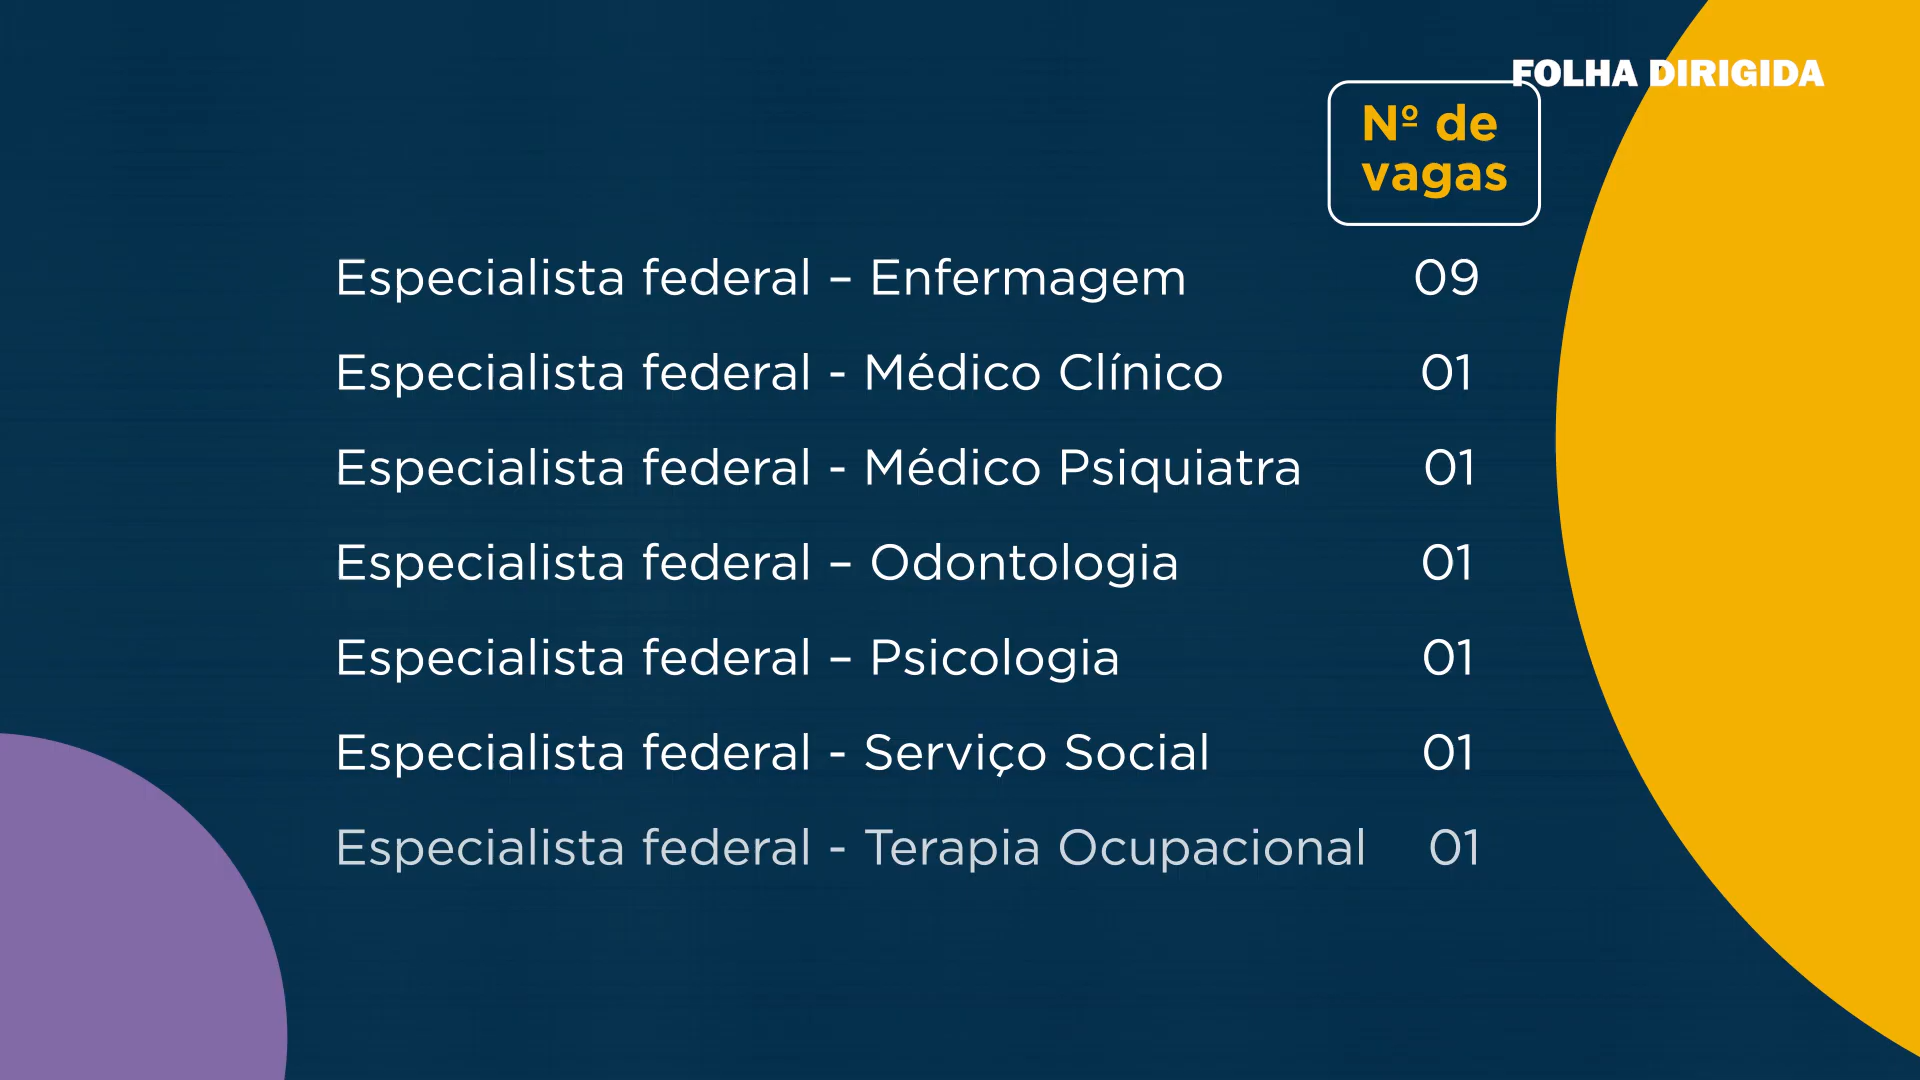 FOLHA DIRIGIDA
Nº de
vagas
Especialista federal – Enfermagem 09
Especialista federal - Médico Clínico 01
Especialista federal - Médico Psiquiatra 01
Especialista federal – Odontologia 01
Especialista federal – Psicologia 01
Especialista federal - Serviço Social 01
Especialista federal - Terapia Ocupacional 01